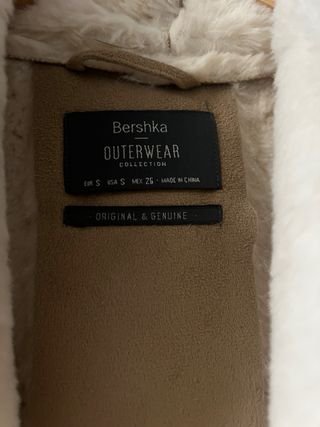 Bershka
OUTERWEAR
COLLECTION
EUR S · USA S · MEX 26 · MADE IN CHINA
· ORIGINAL & GENUINE ·